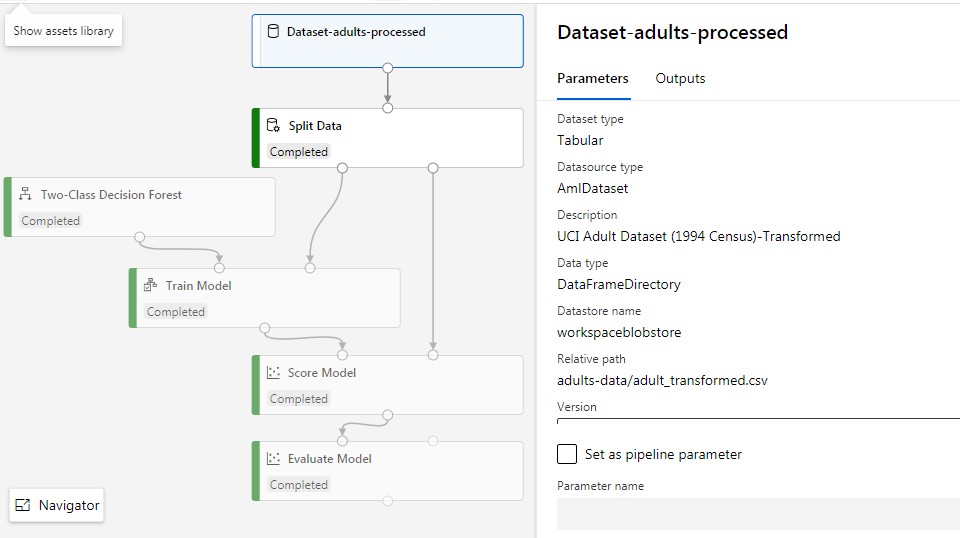 Show assets library
Dataset-adults-processed
Split Data
Completed
Two-Class Decision Forest
Completed
Train Model
Completed
Score Model
Completed
Evaluate Model
Completed
Navigator
Dataset-adults-processed
Parameters Outputs
Dataset type
Tabular
Datasource type
AmlDataset
Description
UCI Adult Dataset (1994 Census)-Transformed
Data type
DataFrameDirectory
Datastore name
workspaceblobstore
Relative path
adults-data/adult_transformed.csv
Version
Set as pipeline parameter
Parameter name